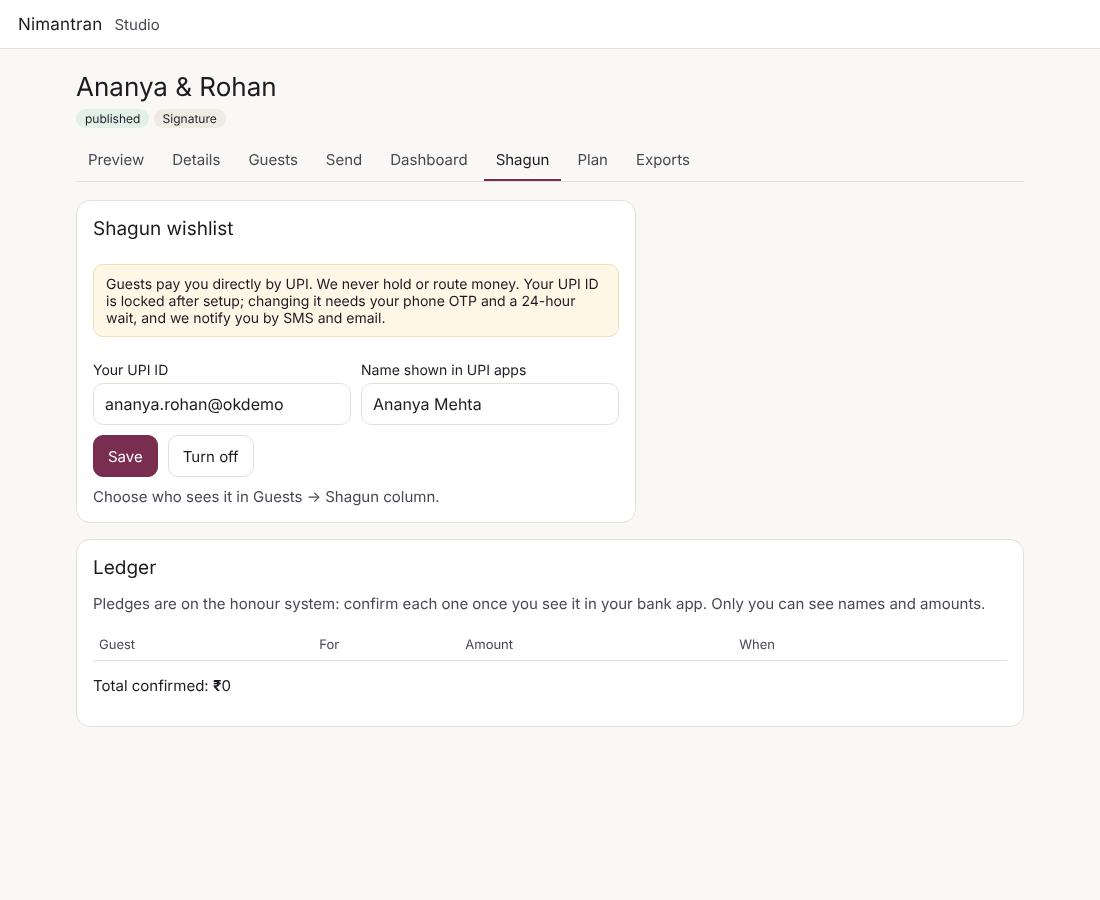 Nimantran Studio
Ananya & Rohan
published Signature
Preview Details Guests Send Dashboard Shagun Plan Exports
Shagun wishlist
Guests pay you directly by UPI. We never hold or route money. Your UPI ID
is locked after setup; changing it needs your phone OTP and a 24-hour
wait, and we notify you by SMS and email.
Your UPI ID Name shown in UPI apps
ananya.rohan@okdemo Ananya Mehta
Save Turn off
Choose who sees it in Guests → Shagun column.
Ledger
Pledges are on the honour system: confirm each one once you see it in your bank app. Only you can see names and amounts.
Guest For Amount When
Total confirmed: ₹0